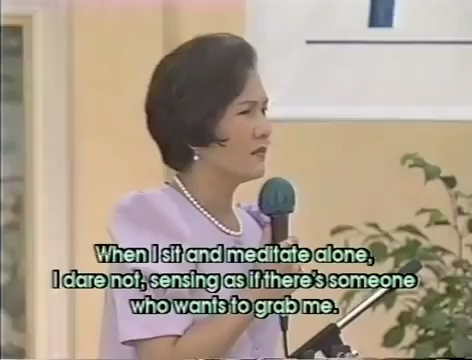 When I sit and meditate alone,
I dare not, sensing as if there's someone
who wants to grab me.